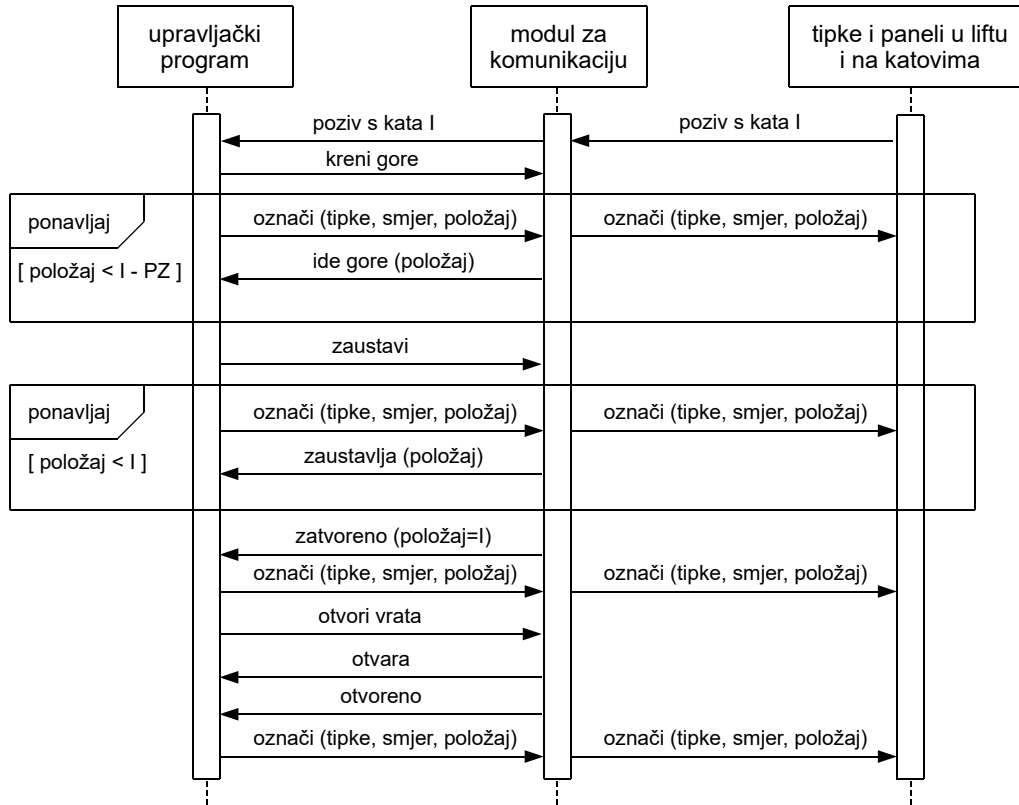 upravljački
program
modul za
komunikaciju
tipke i paneli u liftu
i na katovima
poziv s kata I
poziv s kata I
kreni gore
ponavljaj
[ položaj < I - PZ ]
označi (tipke, smjer, položaj)
označi (tipke, smjer, položaj)
ide gore (položaj)
zaustavi
ponavljaj
[ položaj < I ]
označi (tipke, smjer, položaj)
označi (tipke, smjer, položaj)
zaustavlja (položaj)
zatvoreno (položaj=I)
označi (tipke, smjer, položaj)
označi (tipke, smjer, položaj)
otvori vrata
otvara
otvoreno
označi (tipke, smjer, položaj)
označi (tipke, smjer, položaj)